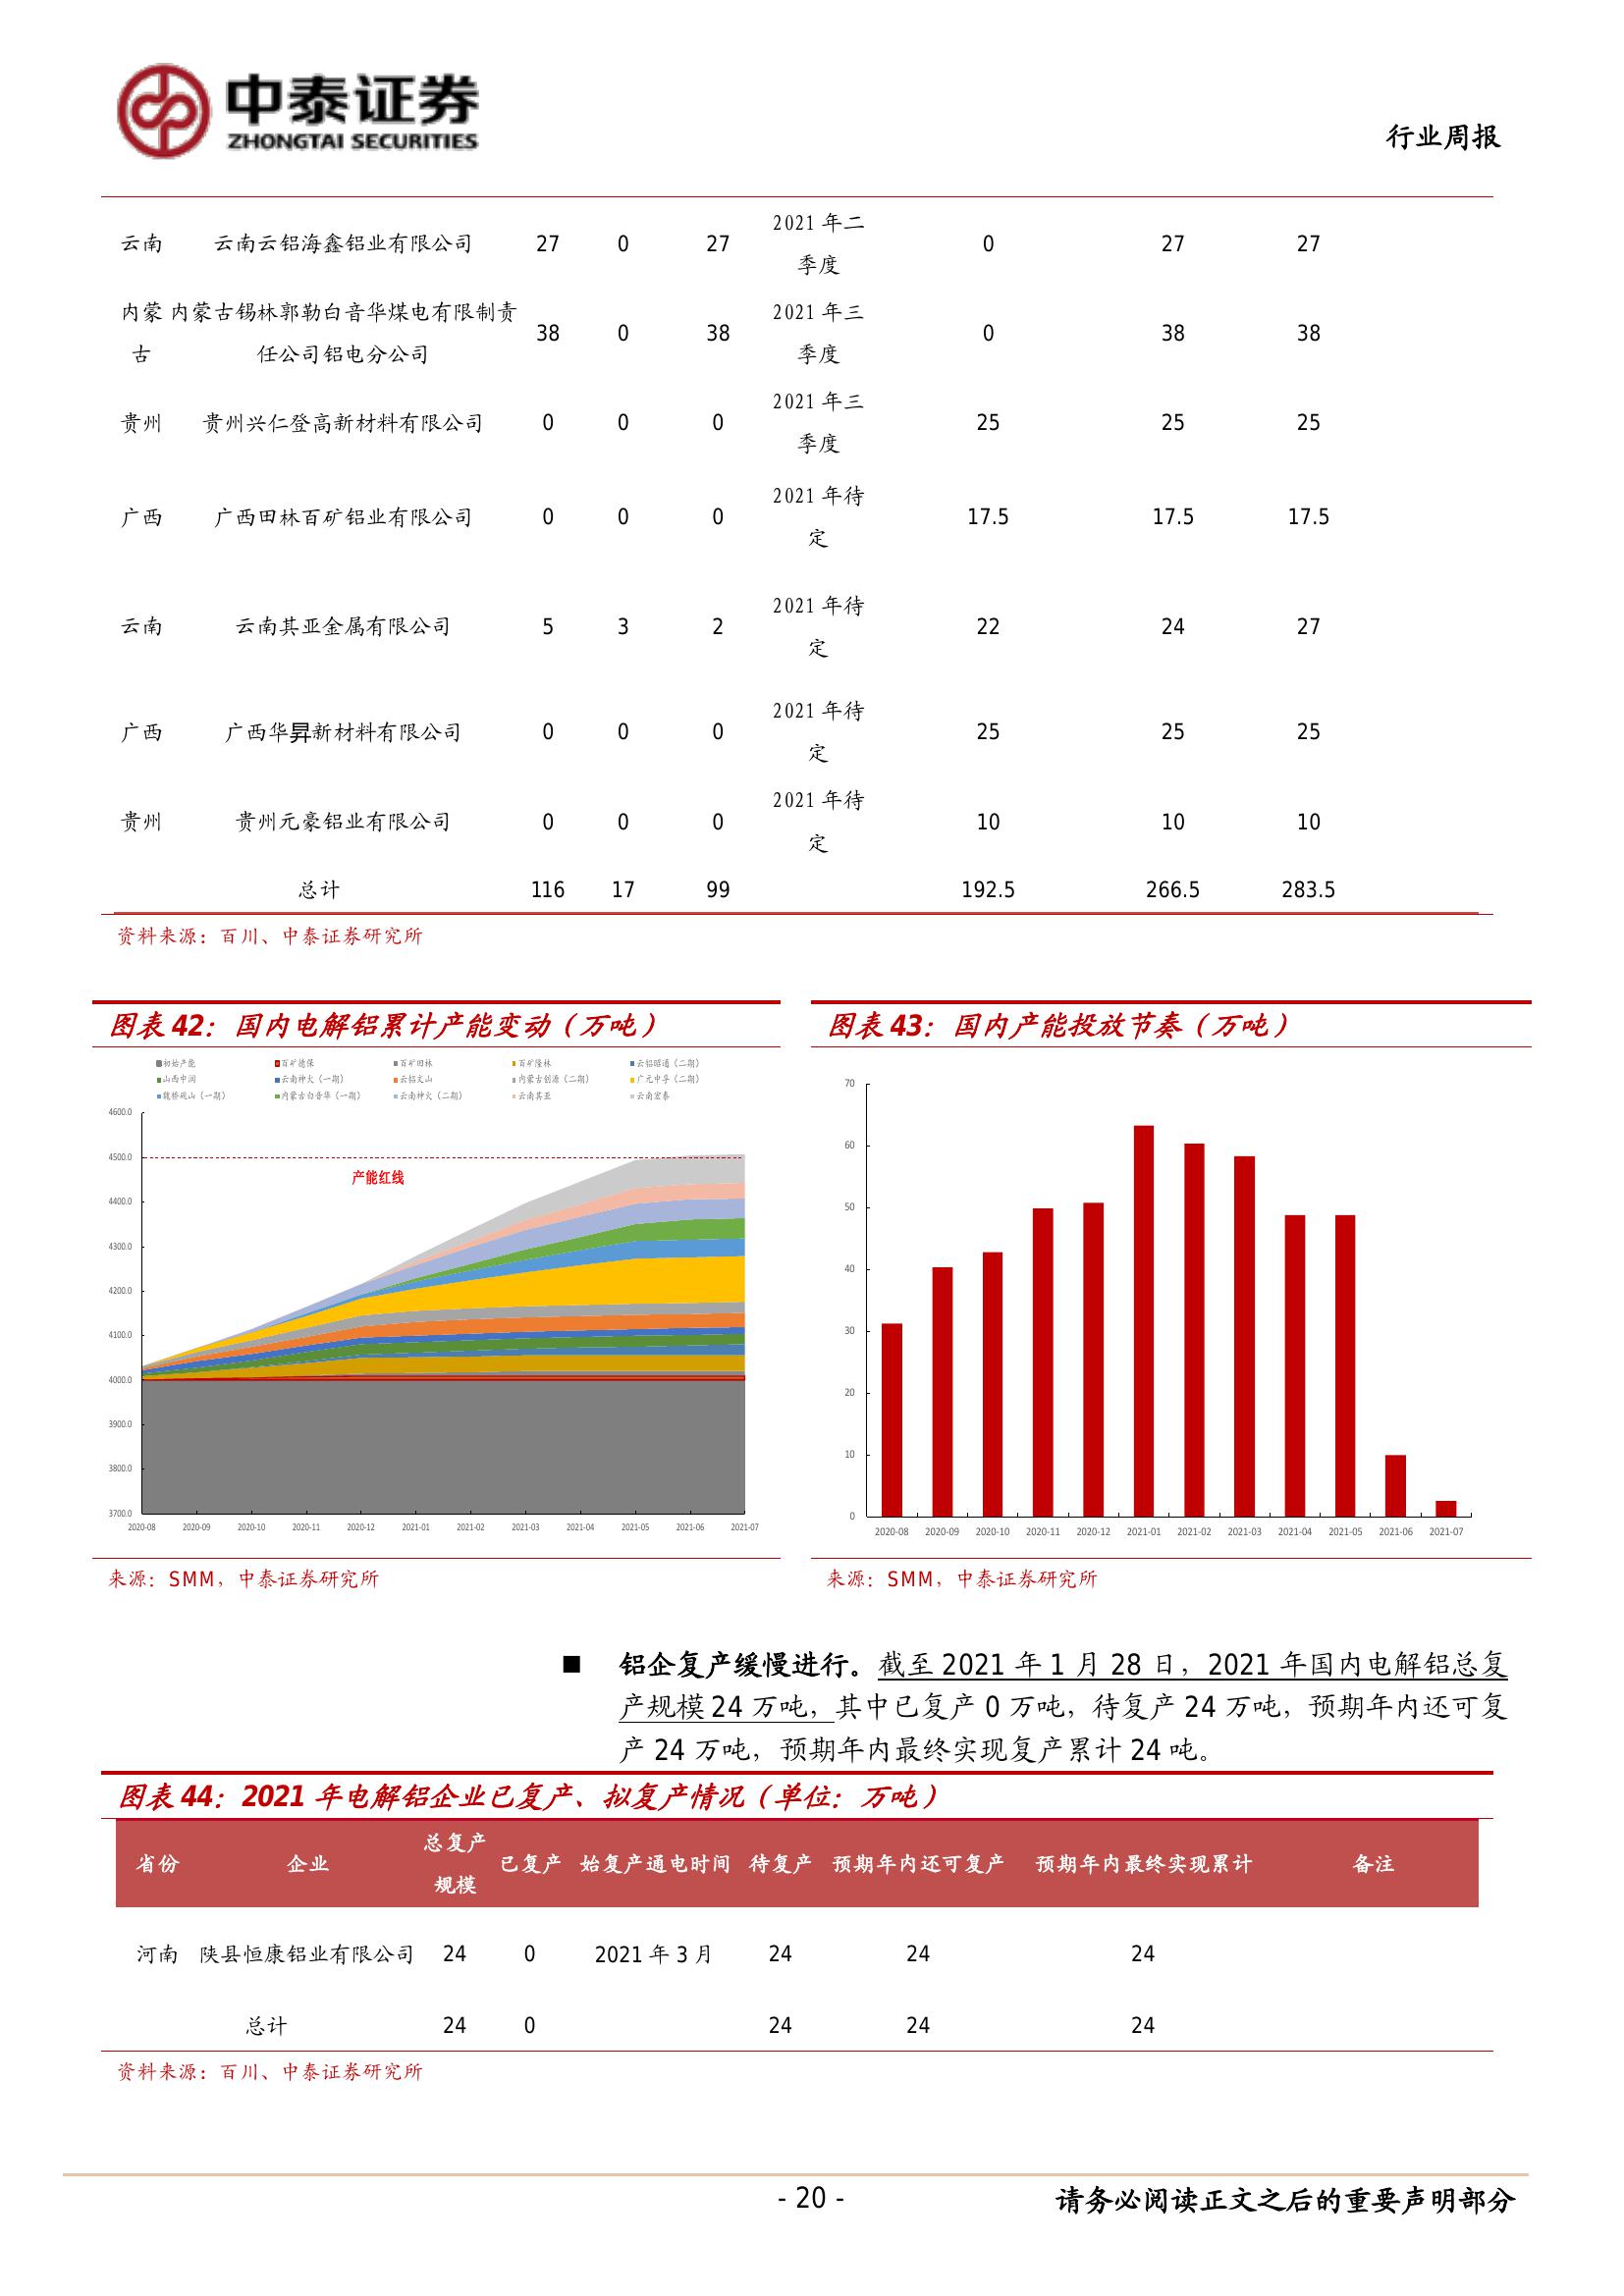 中泰证券
ZHONGTAI SECURITIES
行业周报
云南 云南云铝海鑫铝业有限公司 27 0 27 2021 年二季度 0 27 27
内蒙古 内蒙古锡林郭勒白音华煤电有限制责任公司铝电分公司 38 0 38 2021 年三季度 0 38 38
贵州 贵州兴仁登高新材料有限公司 0 0 0 2021 年三季度 25 25 25
广西 广西田林百矿铝业有限公司 0 0 0 2021 年待定 17.5 17.5 17.5
云南 云南其亚金属有限公司 5 3 2 2021 年待定 22 24 27
广西 广西华昇新材料有限公司 0 0 0 2021 年待定 25 25 25
贵州 贵州元豪铝业有限公司 0 0 0 2021 年待定 10 10 10
总计 116 17 99 192.5 266.5 283.5
资料来源：百川、中泰证券研究所
图表 42：国内电解铝累计产能变动（万吨）
初始产能 百矿德保 百矿田林 百矿隆林 云铝昭通（二期）
山西中润 云南神火（一期） 云铝文山 内蒙古创源（二期） 广元中孚（二期）
魏桥砚山（一期） 内蒙古白音华（一期） 云南神火（二期） 云南其亚 云南宏泰
4600.0
4500.0
产能红线
4400.0
4300.0
4200.0
4100.0
4000.0
3900.0
3800.0
3700.0
2020-08 2020-09 2020-10 2020-11 2020-12 2021-01 2021-02 2021-03 2021-04 2021-05 2021-06 2021-07
来源：SMM，中泰证券研究所
图表 43：国内产能投放节奏（万吨）
70
60
50
40
30
20
10
0
2020-08 2020-09 2020-10 2020-11 2020-12 2021-01 2021-02 2021-03 2021-04 2021-05 2021-06 2021-07
来源：SMM，中泰证券研究所
■ 铝企复产缓慢进行。截至 2021 年 1 月 28 日，2021 年国内电解铝总复
产规模 24 万吨，其中已复产 0 万吨，待复产 24 万吨，预期年内还可复
产 24 万吨，预期年内最终实现复产累计 24 吨。
图表 44：2021 年电解铝企业已复产、拟复产情况（单位：万吨）
省份 企业 总复产规模 已复产 始复产通电时间 待复产 预期年内还可复产 预期年内最终实现累计 备注
河南 陕县恒康铝业有限公司 24 0 2021 年 3 月 24 24 24
总计 24 0 24 24 24
资料来源：百川、中泰证券研究所
- 20 -
请务必阅读正文之后的重要声明部分